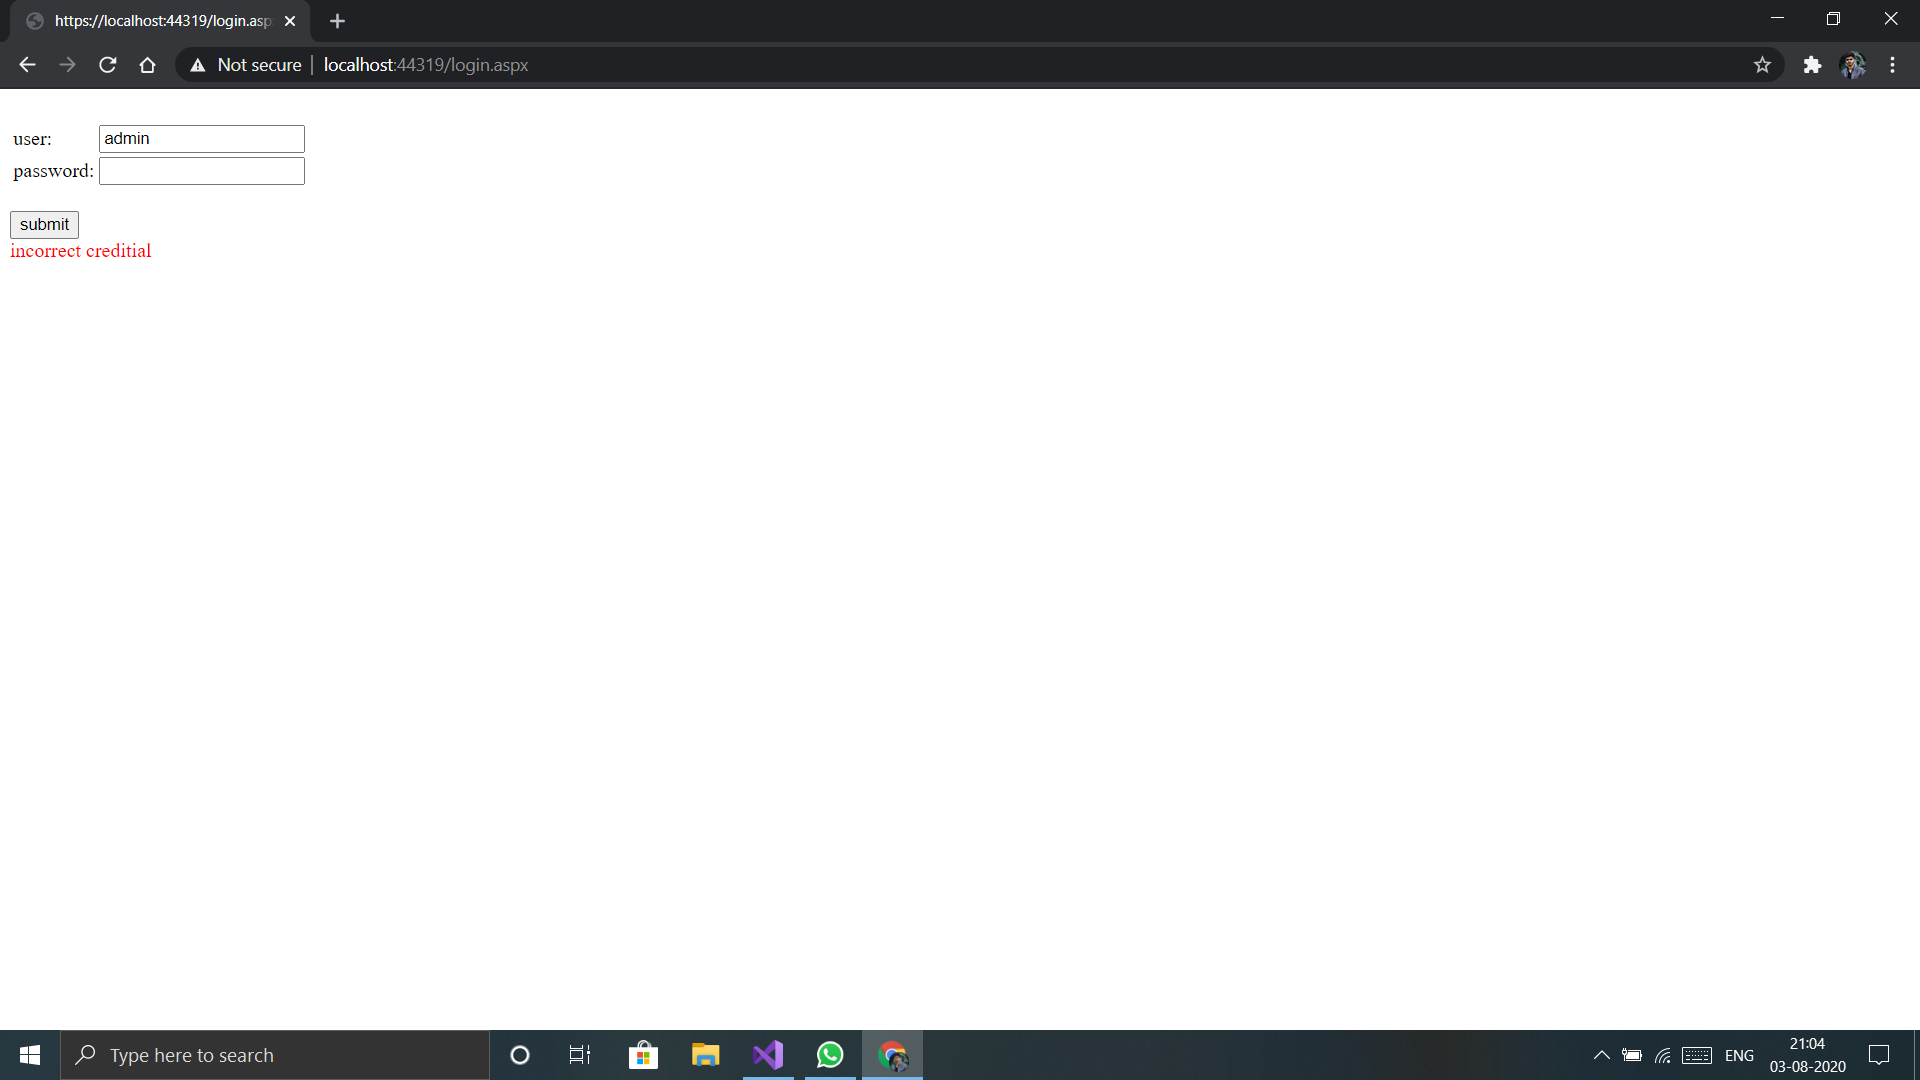 https://localhost:44319/login.asp
Not secure
localhost:44319/login.aspx
user: admin
password:
submit
incorrect creditial
Type here to search
ENG
21:04
03-08-2020